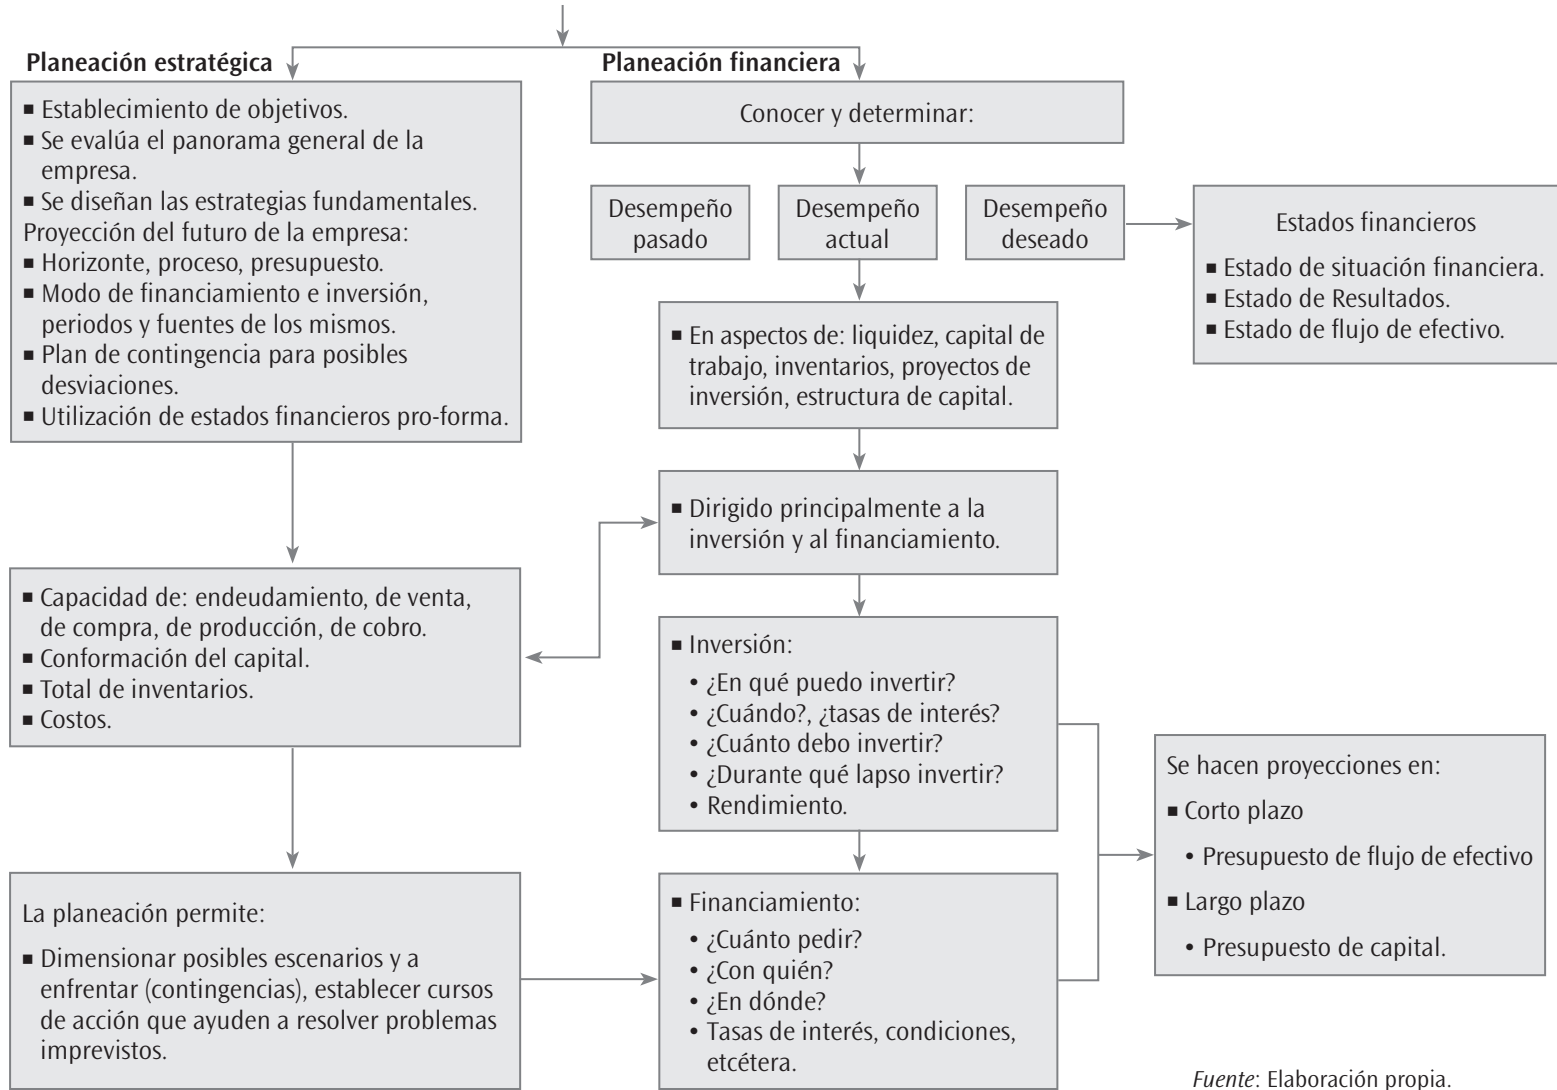 Planeación estratégica
■ Establecimiento de objetivos.
■ Se evalúa el panorama general de la
empresa.
■ Se diseñan las estrategias fundamentales.
Proyección del futuro de la empresa:
■ Horizonte, proceso, presupuesto.
■ Modo de financiamiento e inversión,
periodos y fuentes de los mismos.
■ Plan de contingencia para posibles
desviaciones.
■ Utilización de estados financieros pro-forma.
■ Capacidad de: endeudamiento, de venta,
de compra, de producción, de cobro.
■ Conformación del capital.
■ Total de inventarios.
■ Costos.
La planeación permite:
■ Dimensionar posibles escenarios y a
enfrentar (contingencias), establecer cursos
de acción que ayuden a resolver problemas
imprevistos.
Planeación financiera
Conocer y determinar:
Desempeño
pasado
Desempeño
actual
Desempeño
deseado
Estados financieros
■ Estado de situación financiera.
■ Estado de Resultados.
■ Estado de flujo de efectivo.
■ En aspectos de: liquidez, capital de
trabajo, inventarios, proyectos de
inversión, estructura de capital.
■ Dirigido principalmente a la
inversión y al financiamiento.
■ Inversión:
• ¿En qué puedo invertir?
• ¿Cuándo?, ¿tasas de interés?
• ¿Cuánto debo invertir?
• ¿Durante qué lapso invertir?
• Rendimiento.
■ Financiamiento:
• ¿Cuánto pedir?
• ¿Con quién?
• ¿En dónde?
• Tasas de interés, condiciones,
etcétera.
Se hacen proyecciones en:
■ Corto plazo
• Presupuesto de flujo de efectivo
■ Largo plazo
• Presupuesto de capital.
Fuente: Elaboración propia.